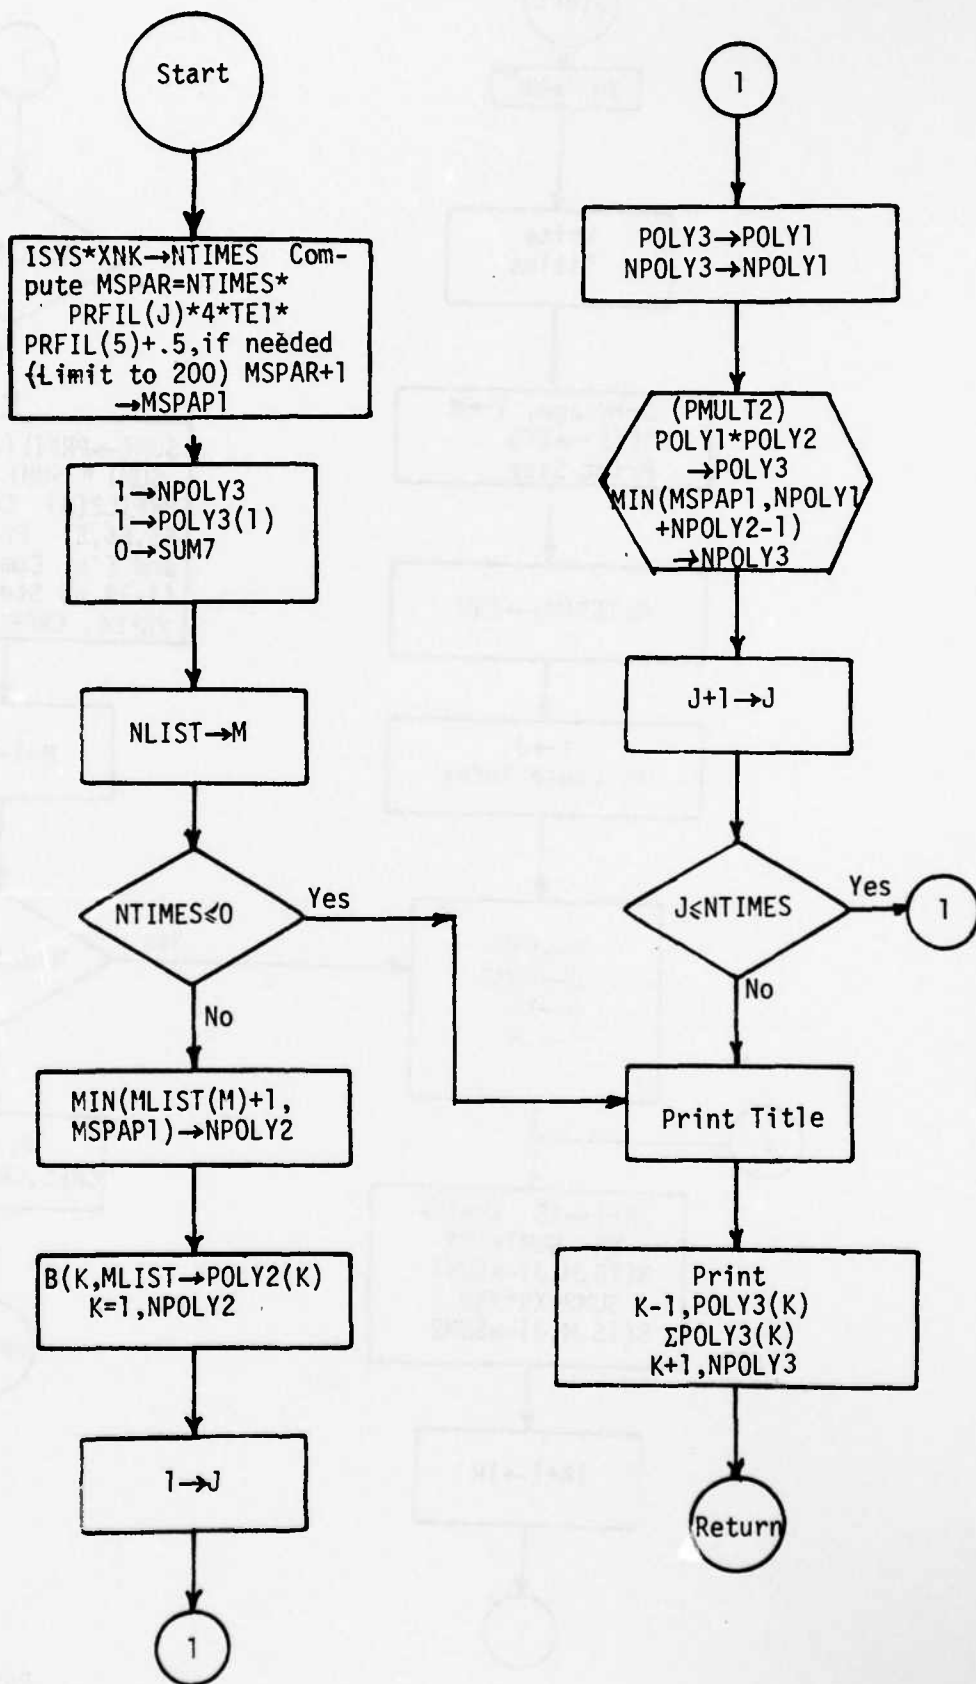 Start
ISYS*XNK→NTIMES Com-
pute MSPAR=NTIMES*
PRFIL(J)*4*TE1*
PRFIL(5)+.5,if needed
(Limit to 200) MSPAR+1
→MSPAP1
1→NPOLY3
1→POLY3(1)
0→SUM7
NLIST→M
NTIMES≤0
Yes
No
MIN(MLIST(M)+1,
MSPAP1)→NPOLY2
B(K,MLIST→POLY2(K)
K=1,NPOLY2
1→J
1
1
POLY3→POLY1
NPOLY3→NPOLY1
(PMULT2)
POLY1*POLY2
→POLY3
MIN(MSPAP1,NPOLY1
+NPOLY2-1)
→NPOLY3
J+1→J
J≤NTIMES
Yes
1
No
Print Title
Print
K-1,POLY3(K)
ΣPOLY3(K)
K+1,NPOLY3
Return